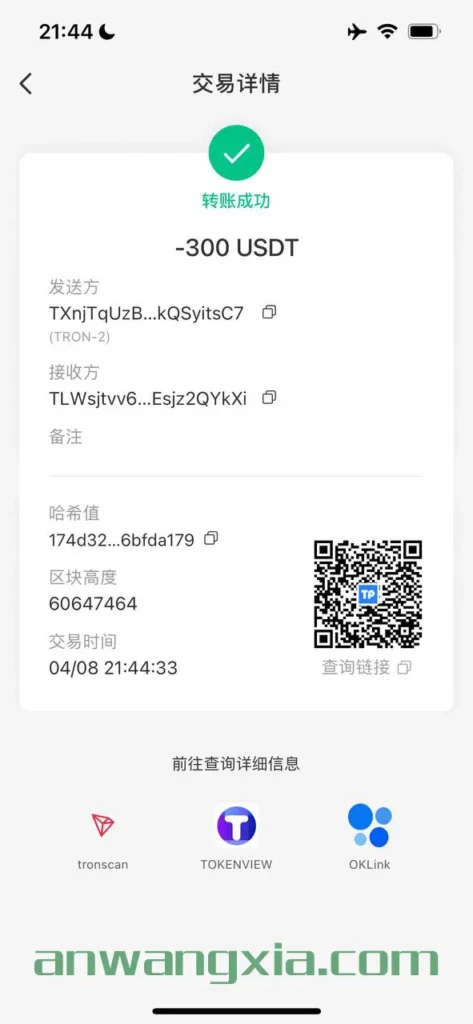 21:44
交易详情
转账成功
-300 USDT
发送方
TXnjTqUzB...kQSyitsC7
(TRON-2)
接收方
TLWsjtvv6...Esjz2QYkXi
备注
哈希值
174d32...6bfda179
区块高度
60647464
交易时间
04/08 21:44:33
TP
查询链接
前往查询详细信息
tronscan
TOKENVIEW
OKLink
anwangxia.com